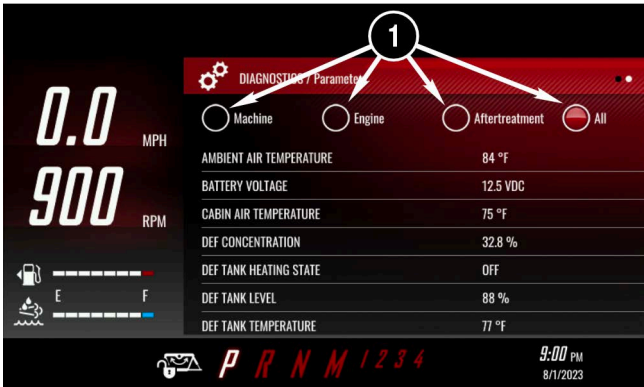 1
DIAGNOSTICS / Parameters
Machine Engine Aftertreatment All
0.0 MPH
900 RPM
AMBIENT AIR TEMPERATURE 84 °F
BATTERY VOLTAGE 12.5 VDC
CABIN AIR TEMPERATURE 75 °F
DEF CONCENTRATION 32.8 %
DEF TANK HEATING STATE OFF
DEF TANK LEVEL 88 %
DEF TANK TEMPERATURE 77 °F
E F
P R N M 1 2 3 4
9:00 PM
8/1/2023